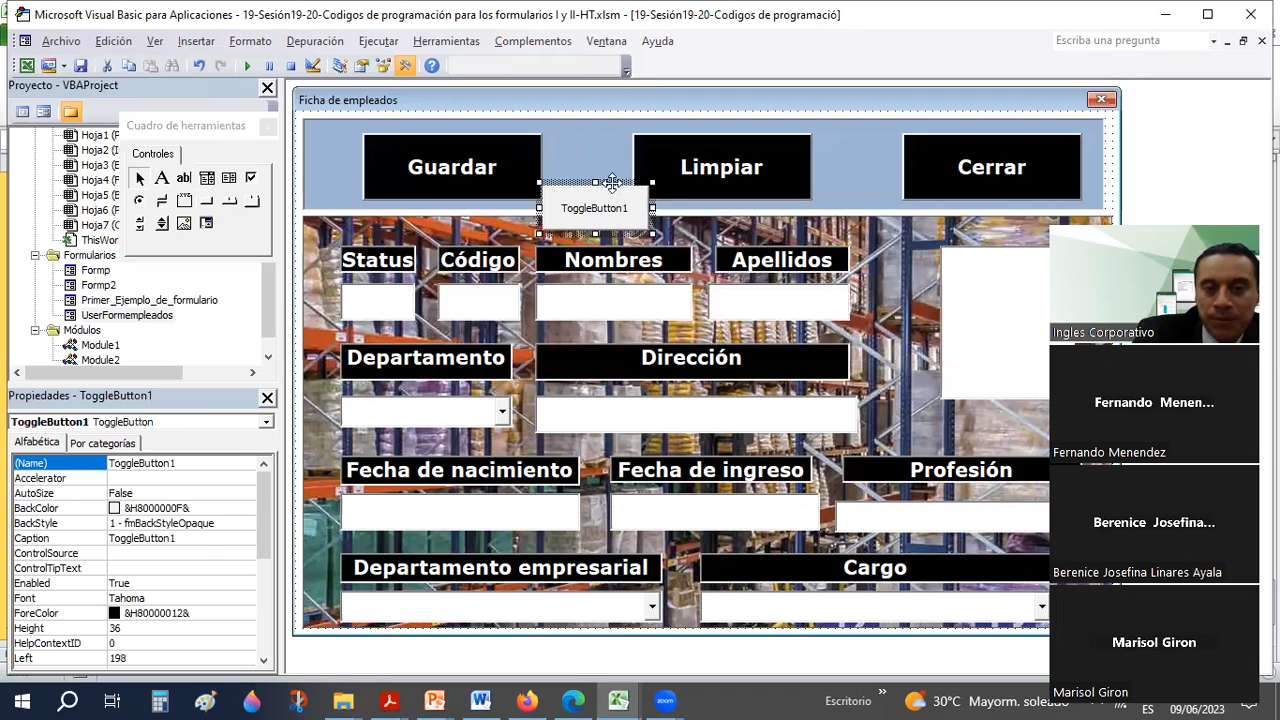 Microsoft Visual Basic para Aplicaciones - 19-Sesión19-20-Codigos de programación para los formularios I y II-HT.xlsm - [19-Sesión19-20-Codigos de programació]
Archivo Edición Ver Insertar Formato Depuración Ejecutar Herramientas Complementos Ventana Ayuda
Escriba una pregunta
Proyecto - VBAProject
Hoja1 (F
Hoja2 (
Hoja3 (
Hoja4 (
Hoja5 (
Hoja6 (
Hoja7 (
ThisWor
Formularios
Formp
Formp2
Primer_Ejemplo_de_formulario
UserFormempleados
Módulos
Module1
Module2
Cuadro de herramientas
Controles
Propiedades - ToggleButton1
ToggleButton1 ToggleButton
Alfabética Por categorías
(Name) ToggleButton1
Accelerator
AutoSize False
BackColor &H8000000F&
BackStyle 1 - fmBackStyleOpaque
Caption ToggleButton1
ControlSource
ControlTipText
Enabled True
Font Tahoma
ForeColor &H80000012&
Height 36
HelpContextID 0
Left 198
Ficha de empleados
Guardar Limpiar Cerrar
ToggleButton1
Status Código Nombres Apellidos
Departamento Dirección
Fecha de nacimiento Fecha de ingreso Profesión
Departamento empresarial Cargo
Ingles Corporativo
Fernando Menen...
Fernando Menendez
Berenice Josefina...
Berenice Josefina Linares Ayala
Marisol Giron
Marisol Giron
Escritorio
30°C Mayorm. soleado
ES
09/06/2023